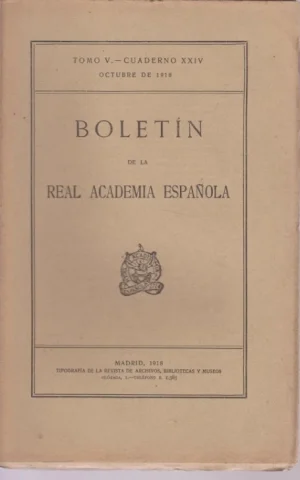 TOMO V.—CUADERNO XXIV
OCTUBRE DE 1918
BOLETÍN
DE LA
REAL ACADEMIA ESPAÑOLA
MADRID, 1918
TIPOGRAFÍA DE LA REVISTA DE ARCHIVOS, BIBLIOTECAS Y MUSEOS